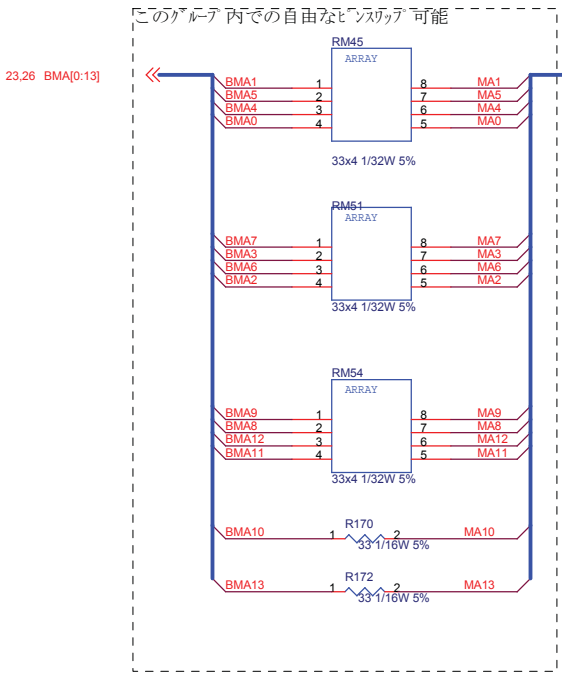 このｸﾞﾙｰﾌﾟ内での自由なﾋﾟﾝｽﾜｯﾌﾟ可能
RM45
ARRAY
23,26 BMA[0:13]
BMA1 1 8 MA1
BMA5 2 7 MA5
BMA4 3 6 MA4
BMA0 4 5 MA0
33x4 1/32W 5%
RM51
ARRAY
BMA7 1 8 MA7
BMA3 2 7 MA3
BMA6 3 6 MA6
BMA2 4 5 MA2
33x4 1/32W 5%
RM54
ARRAY
BMA9 1 8 MA9
BMA8 2 7 MA8
BMA12 3 6 MA12
BMA11 4 5 MA11
33x4 1/32W 5%
R170
BMA10 1 2 MA10
33 1/16W 5%
R172
BMA13 1 2 MA13
33 1/16W 5%